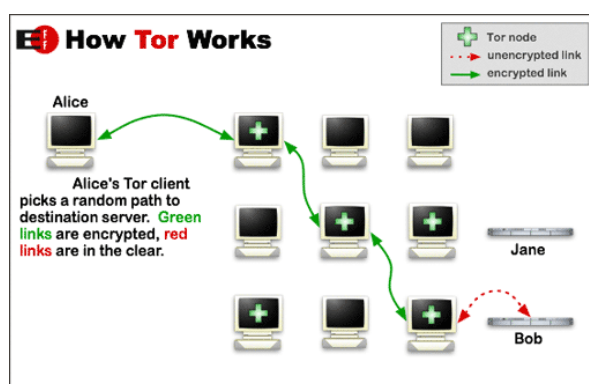 EFF How Tor Works
Tor node
unencrypted link
encrypted link
Alice
Alice's Tor client
picks a random path to
destination server. Green
links are encrypted, red
links are in the clear.
Jane
Bob